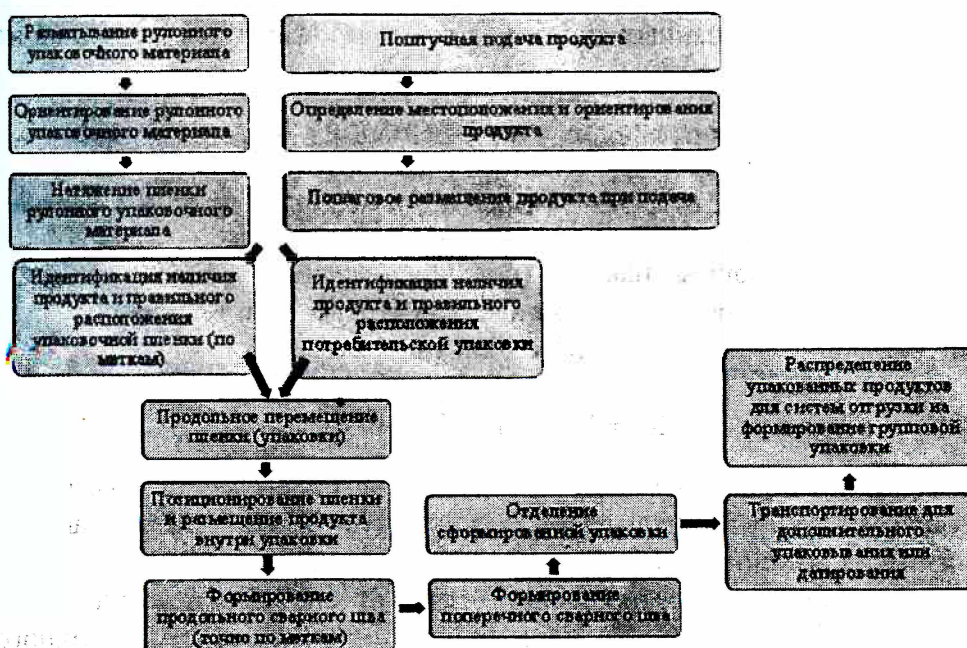 Разматывание рулонного
упаковочного материала
Поштучная подача продукта
Ориентирование рулонного
упаковочного материала
Определение местоположения и ориентирования
продукта
Натяжение пленки
рулонного упаковочного
материала
Пошаговое размещение продукта при подаче
Идентификация наличия
продукта и правильного
расположения
упаковочной пленки (по
меткам)
Идентификация наличия
продукта и правильного
расположения
потребительской упаковки
Продольное перемещение
пленки (упаковки)
Позиционирование пленки
и размещение продукта
внутри упаковки
Формирование
продольного сварного шва
(точно по меткам)
Формирование
поперечного сварного шва
Отделение
сформированной упаковки
Транспортирование для
дополнительного
упаковывания или
датирования
Распределение
упакованных продуктов
для систем отгрузки на
формирование групповой
упаковки